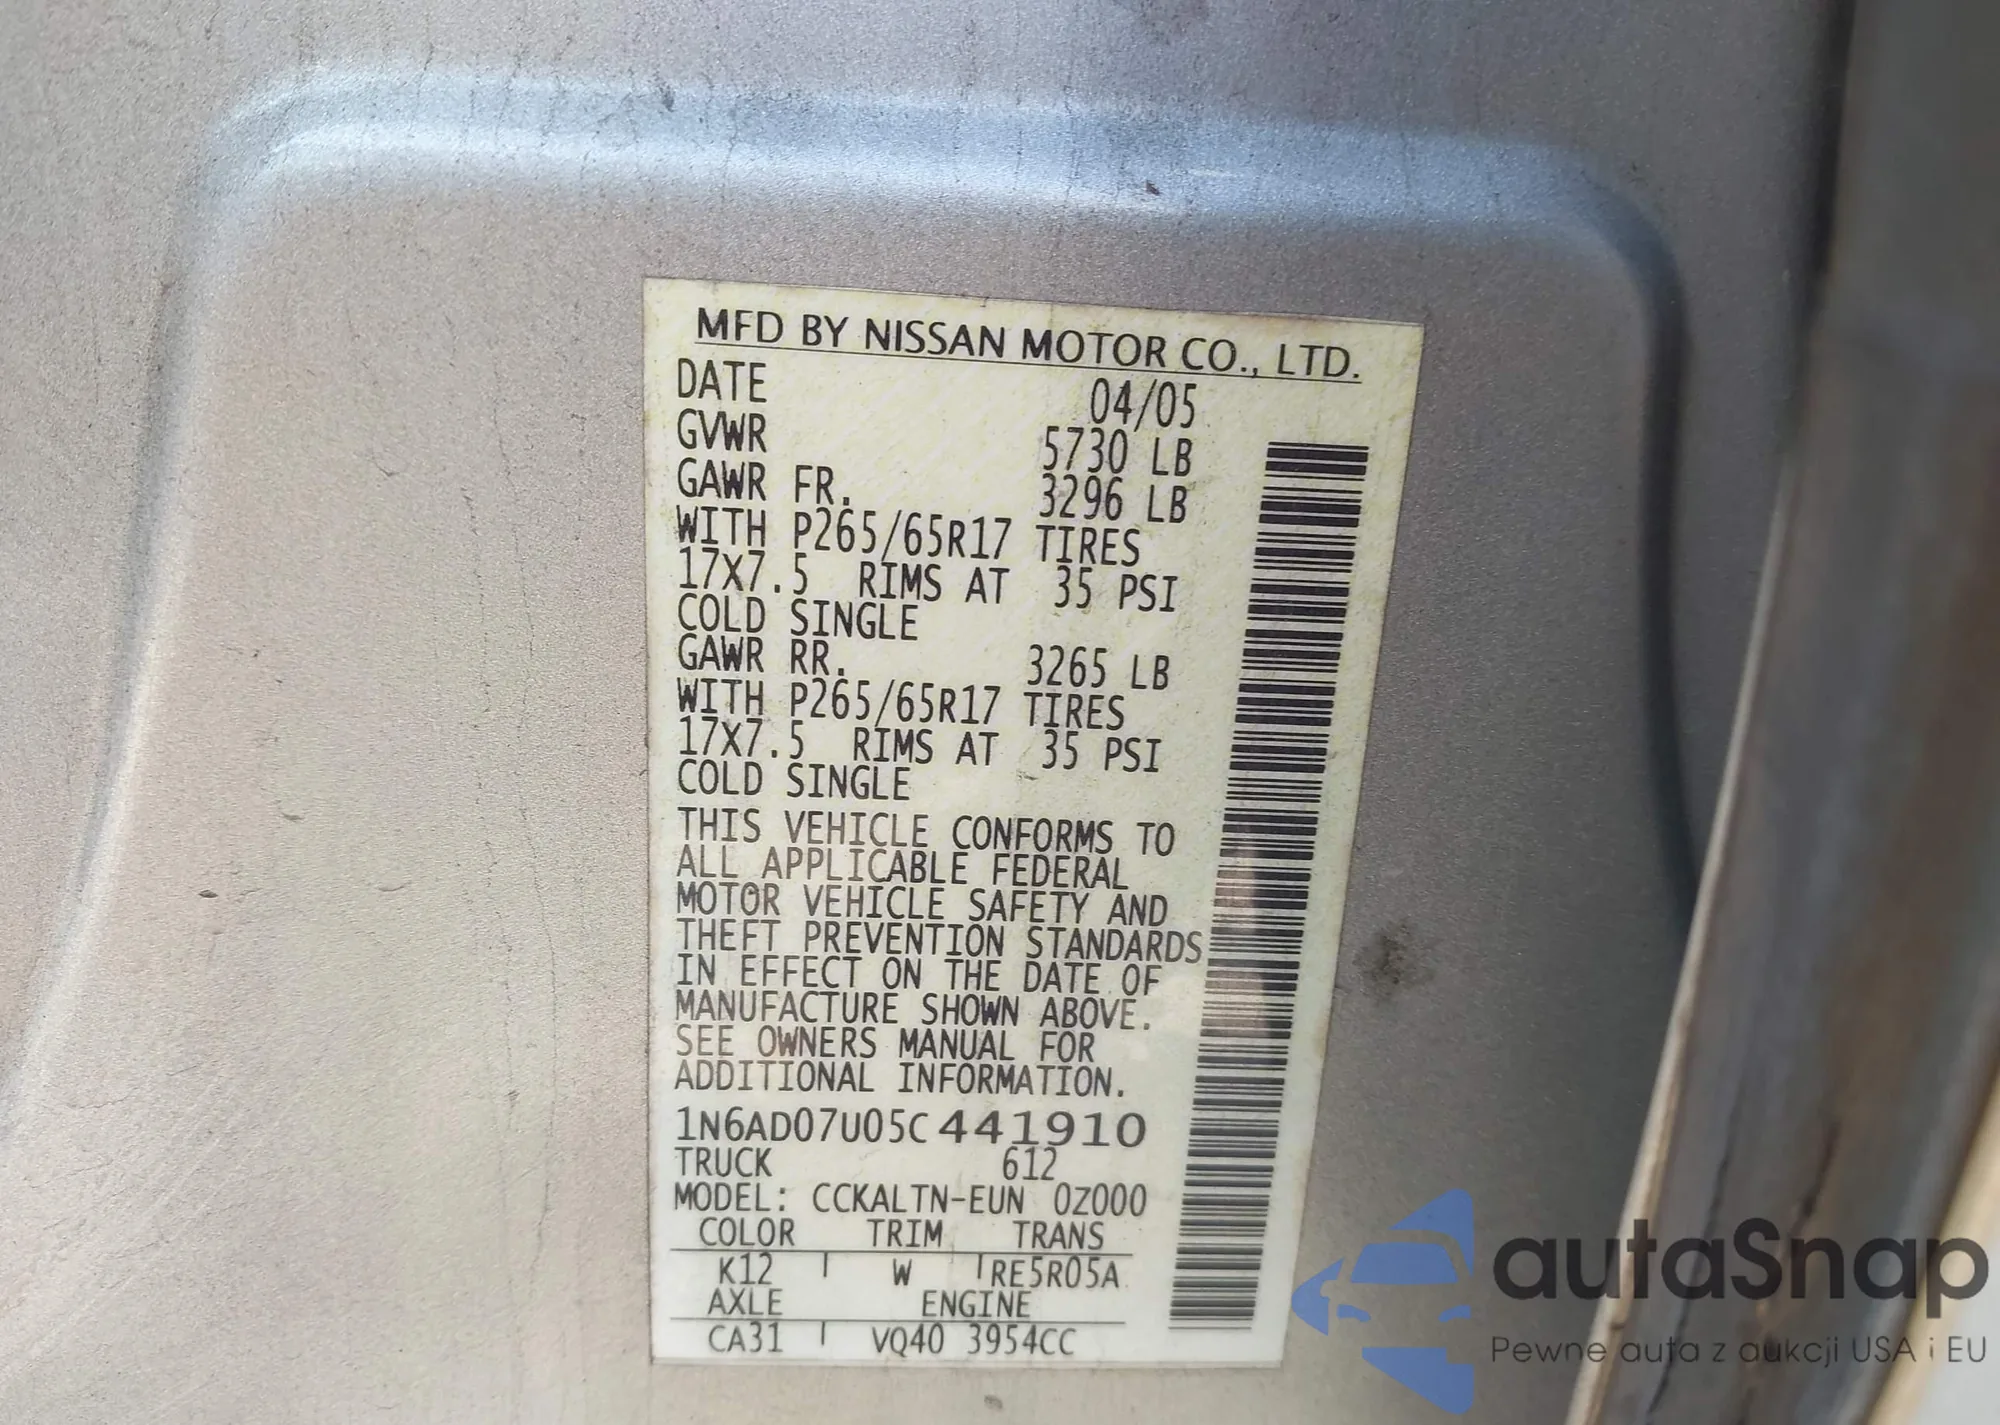 MFD BY NISSAN MOTOR CO., LTD.
DATE 04/05
GVWR 5730 LB
GAWR FR. 3296 LB
WITH P265/65R17 TIRES
17X7.5 RIMS AT 35 PSI
COLD SINGLE
GAWR RR. 3265 LB
WITH P265/65R17 TIRES
17X7.5 RIMS AT 35 PSI
COLD SINGLE
THIS VEHICLE CONFORMS TO
ALL APPLICABLE FEDERAL
MOTOR VEHICLE SAFETY AND
THEFT PREVENTION STANDARDS
IN EFFECT ON THE DATE OF
MANUFACTURE SHOWN ABOVE.
SEE OWNERS MANUAL FOR
ADDITIONAL INFORMATION.
1N6AD07U05C441910
TRUCK 612
MODEL: CCKALTN-EUN 0Z000
COLOR TRIM TRANS
K12 W RE5R05A
AXLE ENGINE
CA31 VQ40 3954CC
autaSnap
Pewne auta z aukcji USA i EU